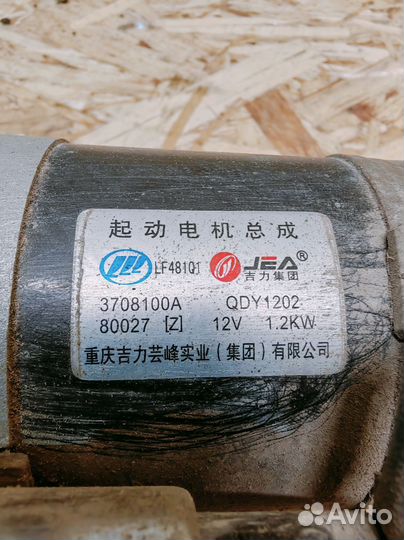 起动电机总成
LF481Q1 JEA
吉力集团
3708100A QDY1202
80027 [Z] 12V 1.2KW
重庆吉力芸峰实业（集团）有限公司
Avito